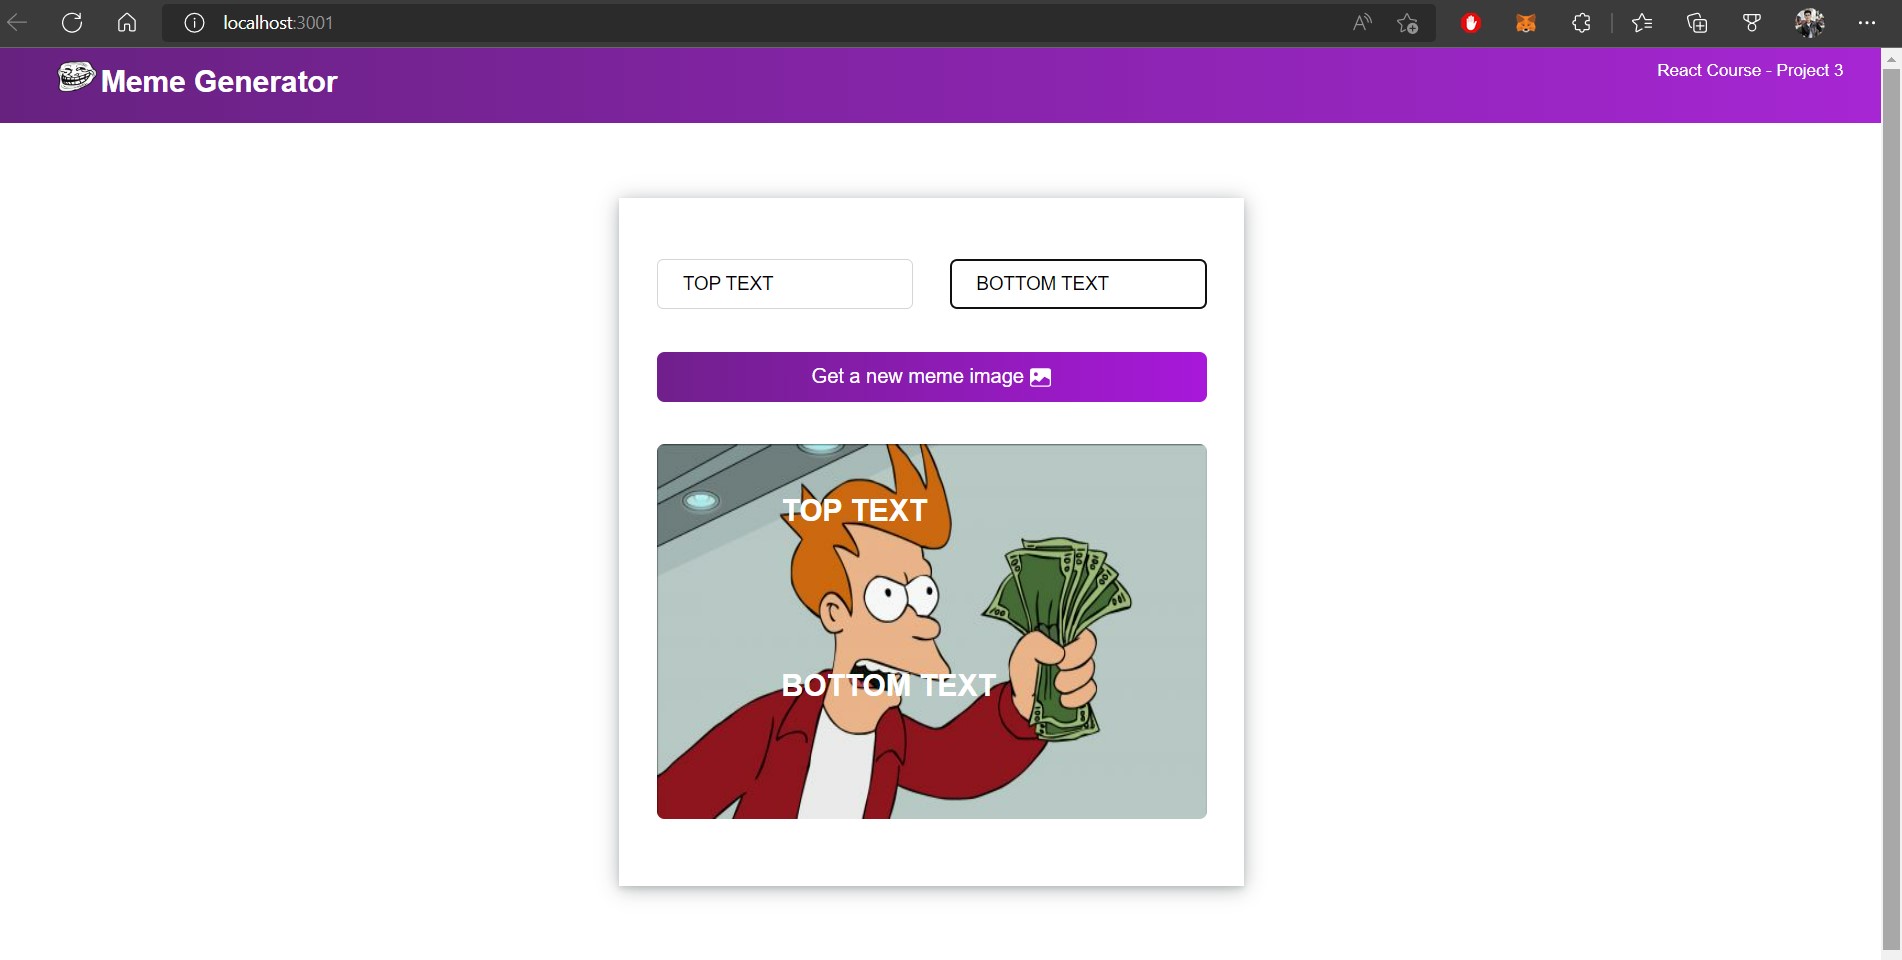 localhost:3001
Meme Generator
React Course - Project 3
TOP TEXT
BOTTOM TEXT
Get a new meme image
TOP TEXT
BOTTOM TEXT